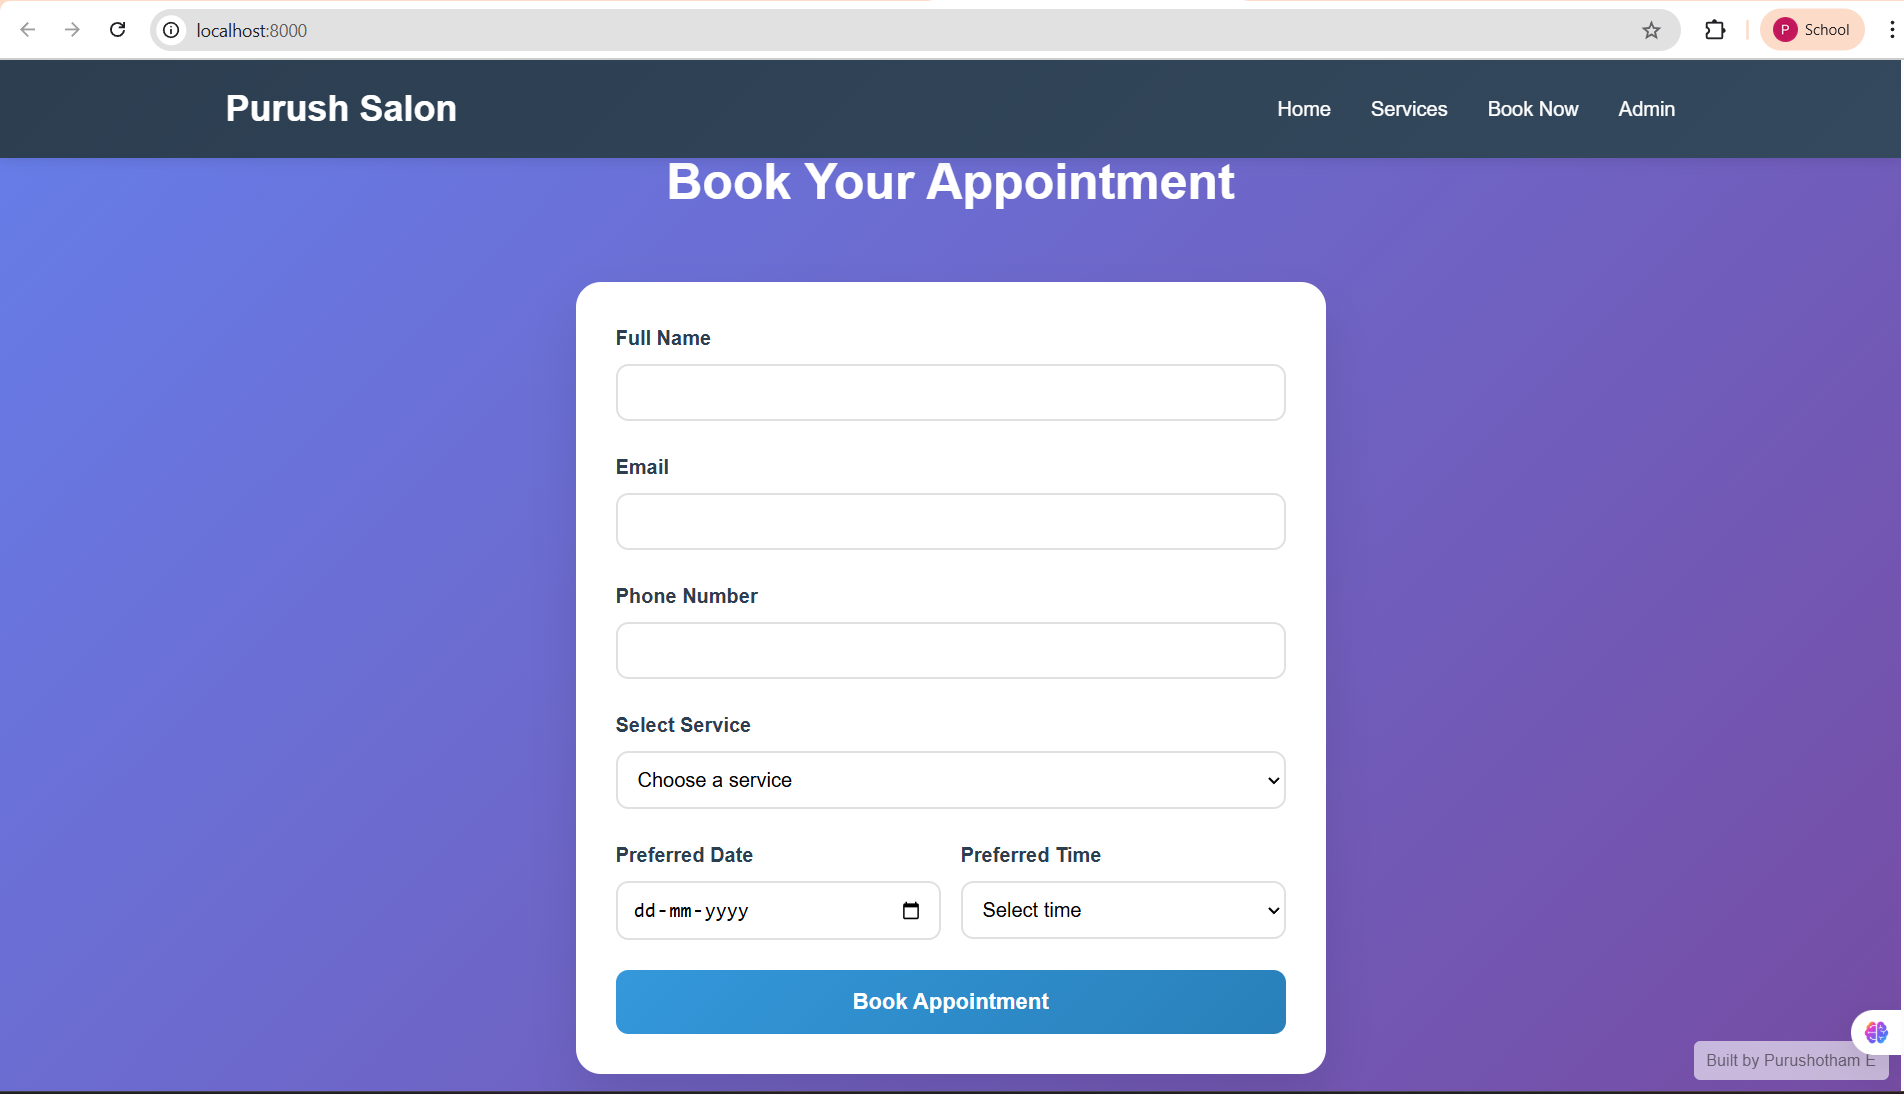 localhost:8000
P School
Purush Salon
Home Services Book Now Admin
Book Your Appointment
Full Name
Email
Phone Number
Select Service
Choose a service
Preferred Date Preferred Time
dd-mm-yyyy Select time
Book Appointment
Built by Purushotham E